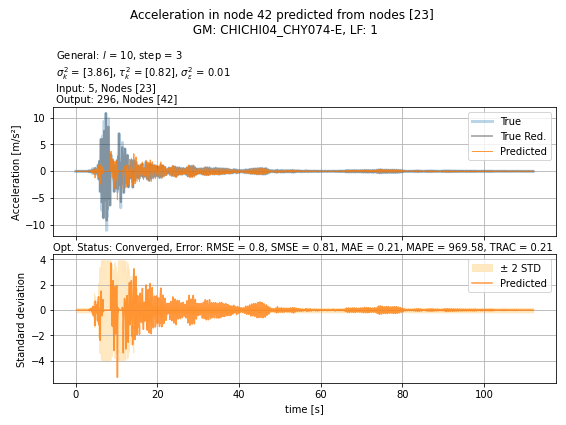 Acceleration in node 42 predicted from nodes [23]
GM: CHICHI04_CHY074-E, LF: 1
General: l = 10, step = 3
σ²ₖ = [3.86], τ²ₖ = [0.82], σ²ε = 0.01
Input: 5, Nodes [23]
Output: 296, Nodes [42]
Acceleration [m/s²]
10
5
0
−5
−10
True
True Red.
Predicted
Opt. Status: Converged, Error: RMSE = 0.8, SMSE = 0.81, MAE = 0.21, MAPE = 969.58, TRAC = 0.21
Standard deviation
4
2
0
−2
−4
± 2 STD
Predicted
0 20 40 60 80 100
time [s]